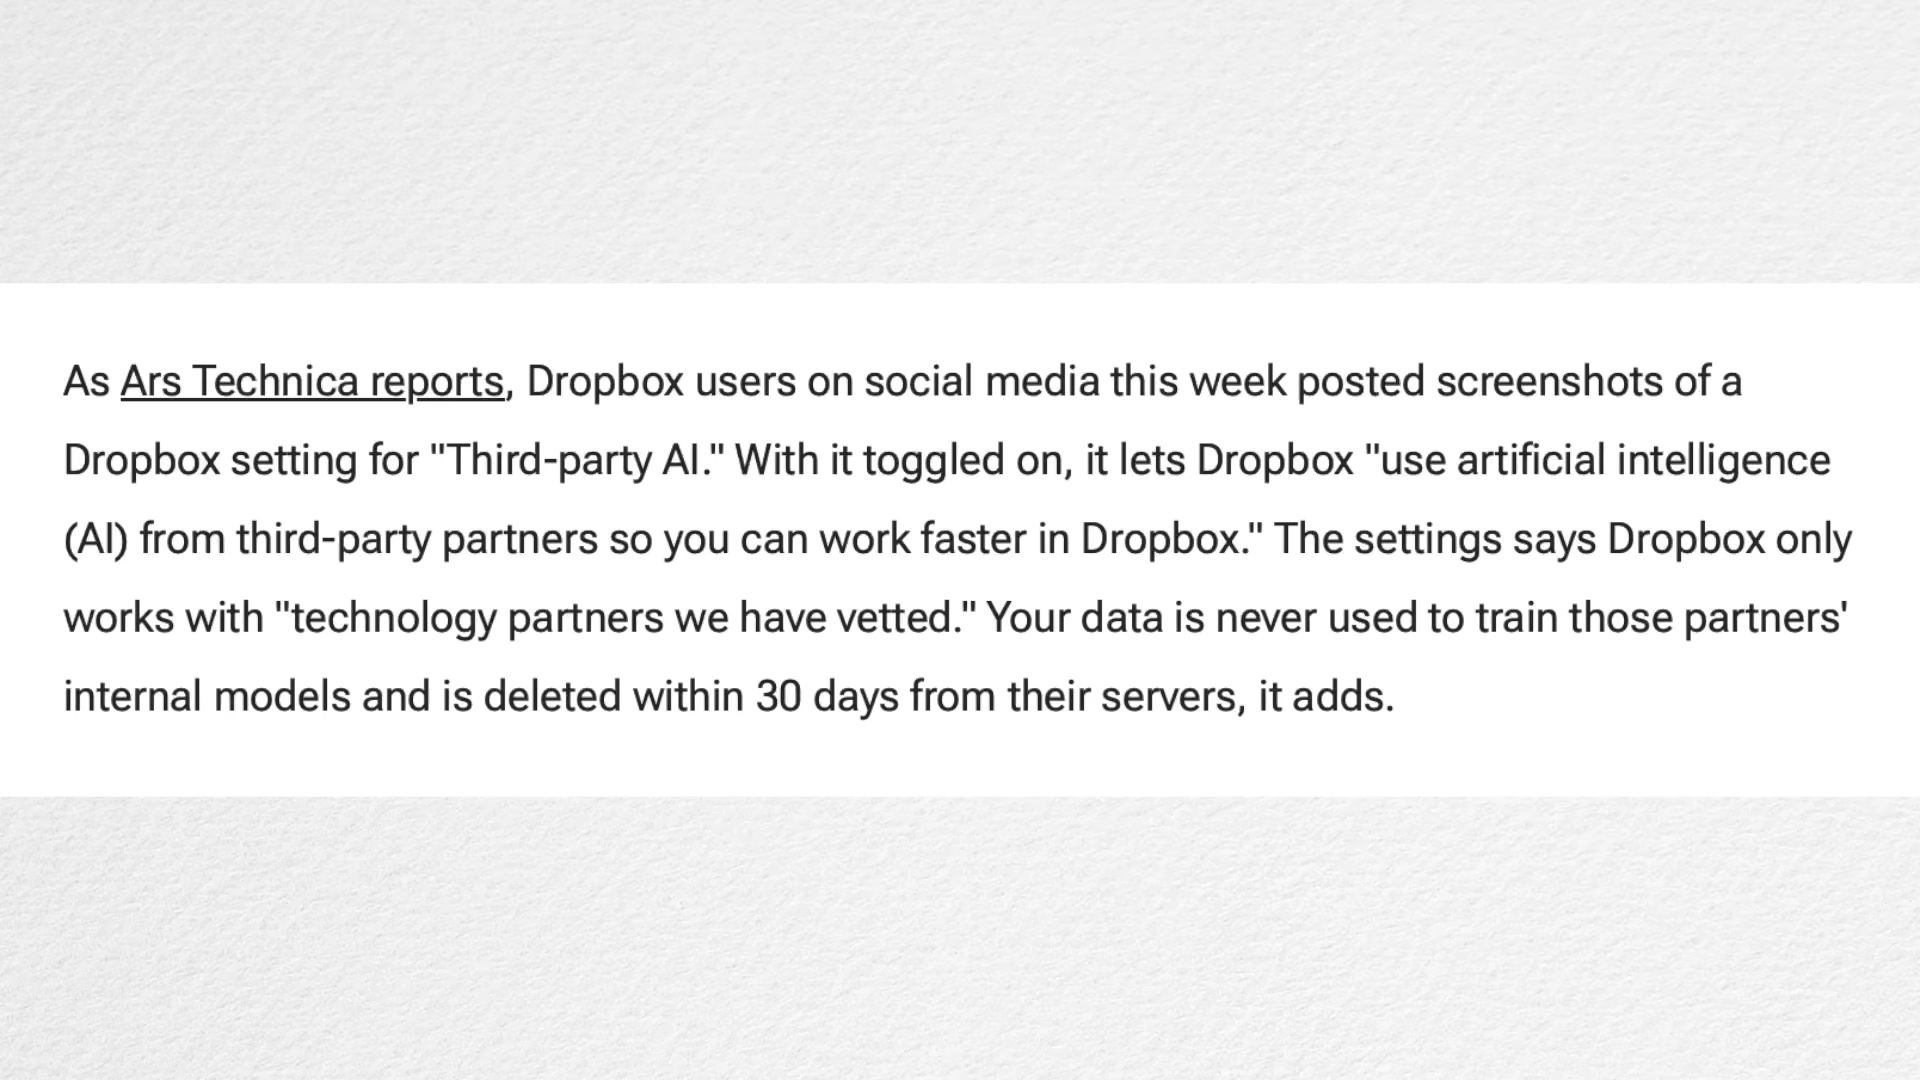 As Ars Technica reports, Dropbox users on social media this week posted screenshots of a
Dropbox setting for "Third-party AI." With it toggled on, it lets Dropbox "use artificial intelligence
(AI) from third-party partners so you can work faster in Dropbox." The settings says Dropbox only
works with "technology partners we have vetted." Your data is never used to train those partners'
internal models and is deleted within 30 days from their servers, it adds.